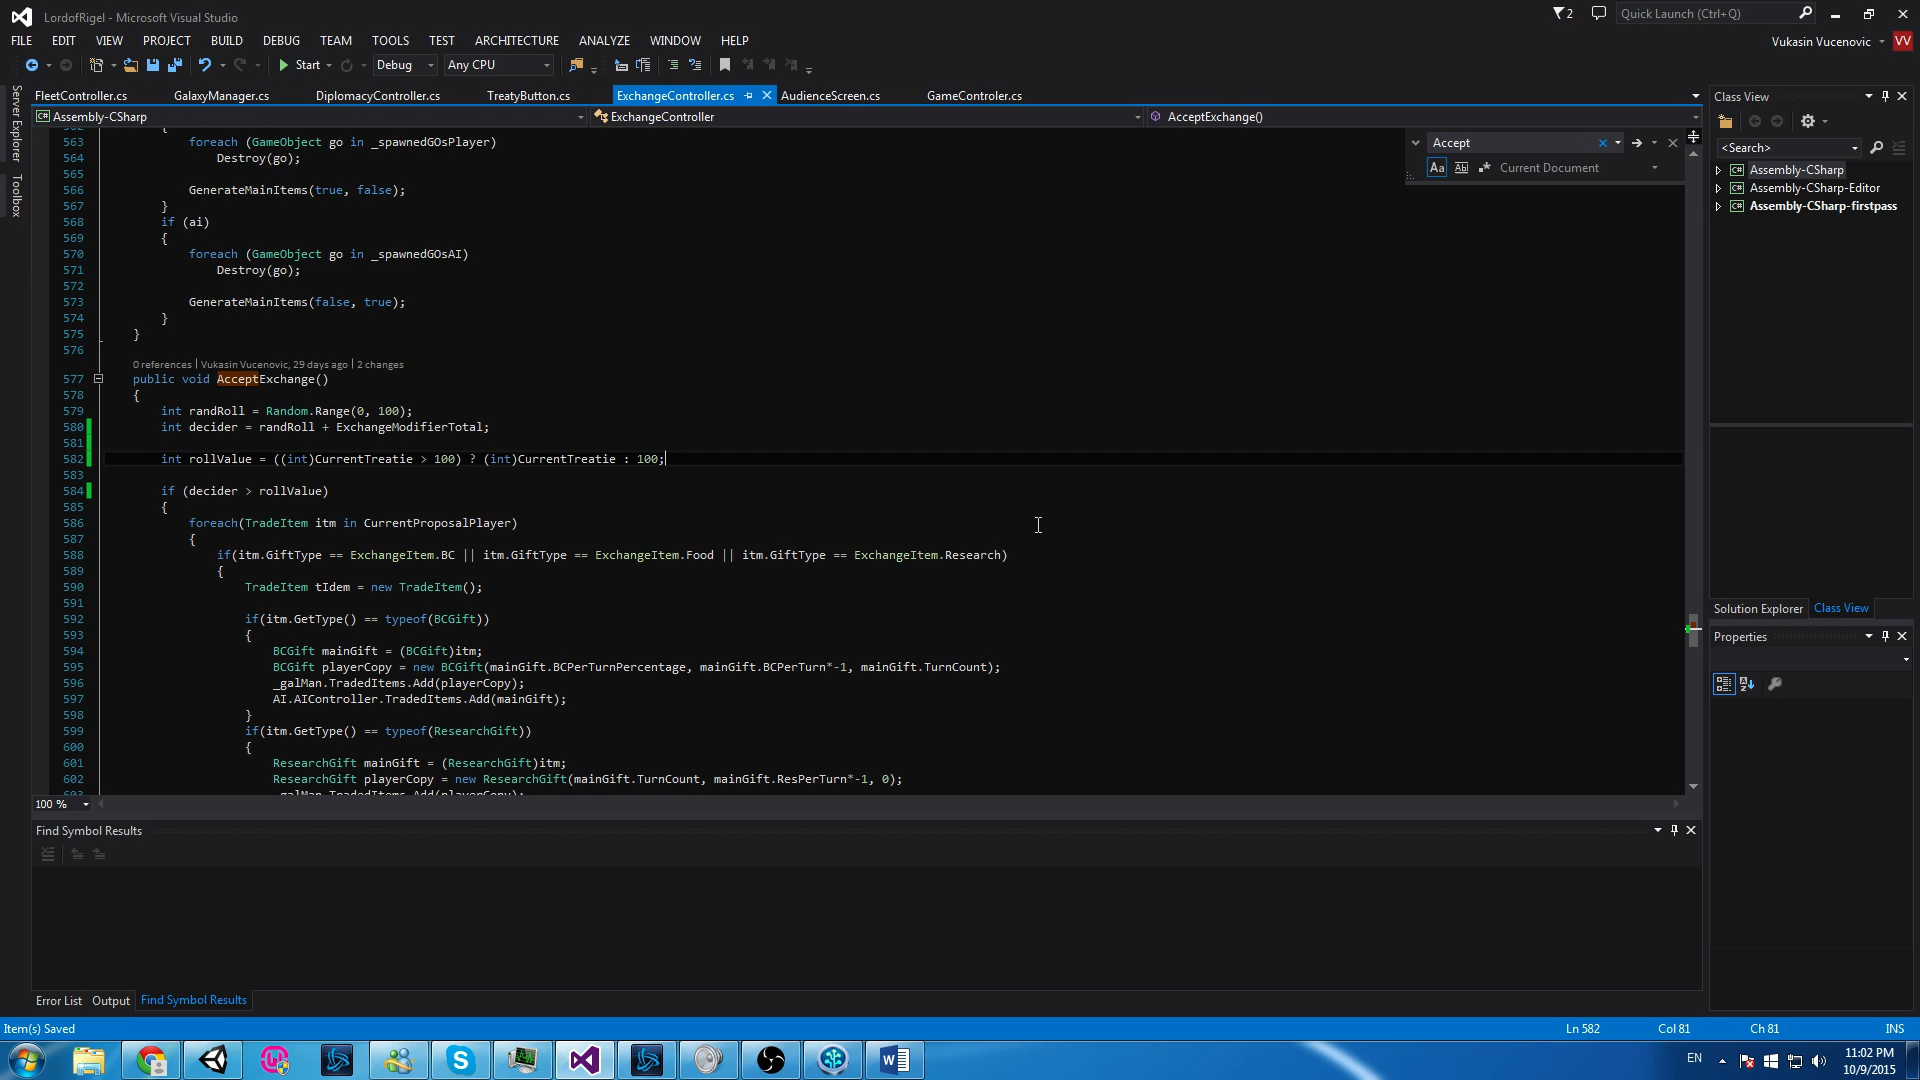 LordofRigel - Microsoft Visual Studio
2
Quick Launch (Ctrl+Q)
FILE EDIT VIEW PROJECT BUILD DEBUG TEAM TOOLS TEST ARCHITECTURE ANALYZE WINDOW HELP
Vukasin Vucenovic VV
Start Debug Any CPU
FleetController.cs GalaxyManager.cs DiplomacyController.cs TreatyButton.cs ExchangeController.cs AudienceScreen.cs GameControler.cs
Assembly-CSharp ExchangeController AcceptExchange()
Server Explorer
Toolbox
562 {
563 foreach (GameObject go in _spawnedGOsPlayer)
564 Destroy(go);
565
566 GenerateMainItems(true, false);
567 }
568 if (ai)
569 {
570 foreach (GameObject go in _spawnedGOsAI)
571 Destroy(go);
572
573 GenerateMainItems(false, true);
574 }
575 }
576
0 references | Vukasin Vucenovic, 29 days ago | 2 changes
577 public void AcceptExchange()
578 {
579 int randRoll = Random.Range(0, 100);
580 int decider = randRoll + ExchangeModifierTotal;
581
582 int rollValue = ((int)CurrentTreatie > 100) ? (int)CurrentTreatie : 100;
583
584 if (decider > rollValue)
585 {
586 foreach(TradeItem itm in CurrentProposalPlayer)
587 {
588 if(itm.GiftType == ExchangeItem.BC || itm.GiftType == ExchangeItem.Food || itm.GiftType == ExchangeItem.Research)
589 {
590 TradeItem tIdem = new TradeItem();
591
592 if(itm.GetType() == typeof(BCGift))
593 {
594 BCGift mainGift = (BCGift)itm;
595 BCGift playerCopy = new BCGift(mainGift.BCPerTurnPercentage, mainGift.BCPerTurn*-1, mainGift.TurnCount);
596 _galMan.TradedItems.Add(playerCopy);
597 AI.AIController.TradedItems.Add(mainGift);
598 }
599 if(itm.GetType() == typeof(ResearchGift))
600 {
601 ResearchGift mainGift = (ResearchGift)itm;
602 ResearchGift playerCopy = new ResearchGift(mainGift.TurnCount, mainGift.ResPerTurn*-1, 0);
603 _galMan.TradedItems.Add(playerCopy);
Accept
Aa Ab Current Document
100 %
Find Symbol Results
Error List Output Find Symbol Results
Class View
<Search>
Assembly-CSharp
Assembly-CSharp-Editor
Assembly-CSharp-firstpass
Solution Explorer Class View
Properties
Item(s) Saved Ln 582 Col 81 Ch 81 INS
EN
11:02 PM
10/9/2015